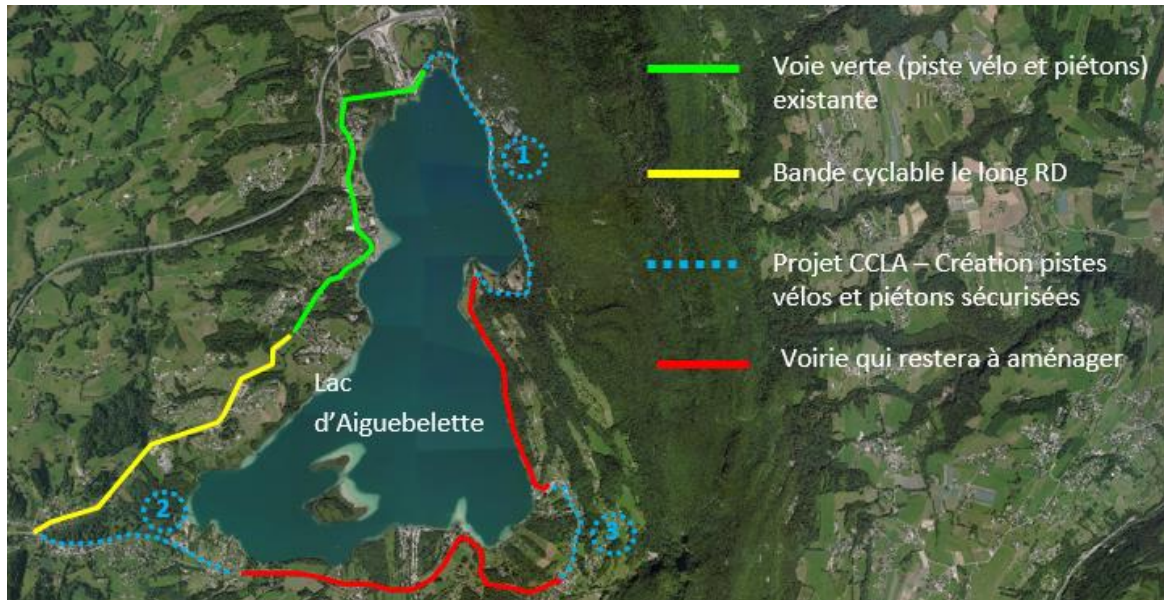 Voie verte (piste vélo et piétons)
existante
1
Bande cyclable le long RD
Projet CCLA – Création pistes
vélos et piétons sécurisées
Voirie qui restera à aménager
Lac
d'Aiguebelette
2
3